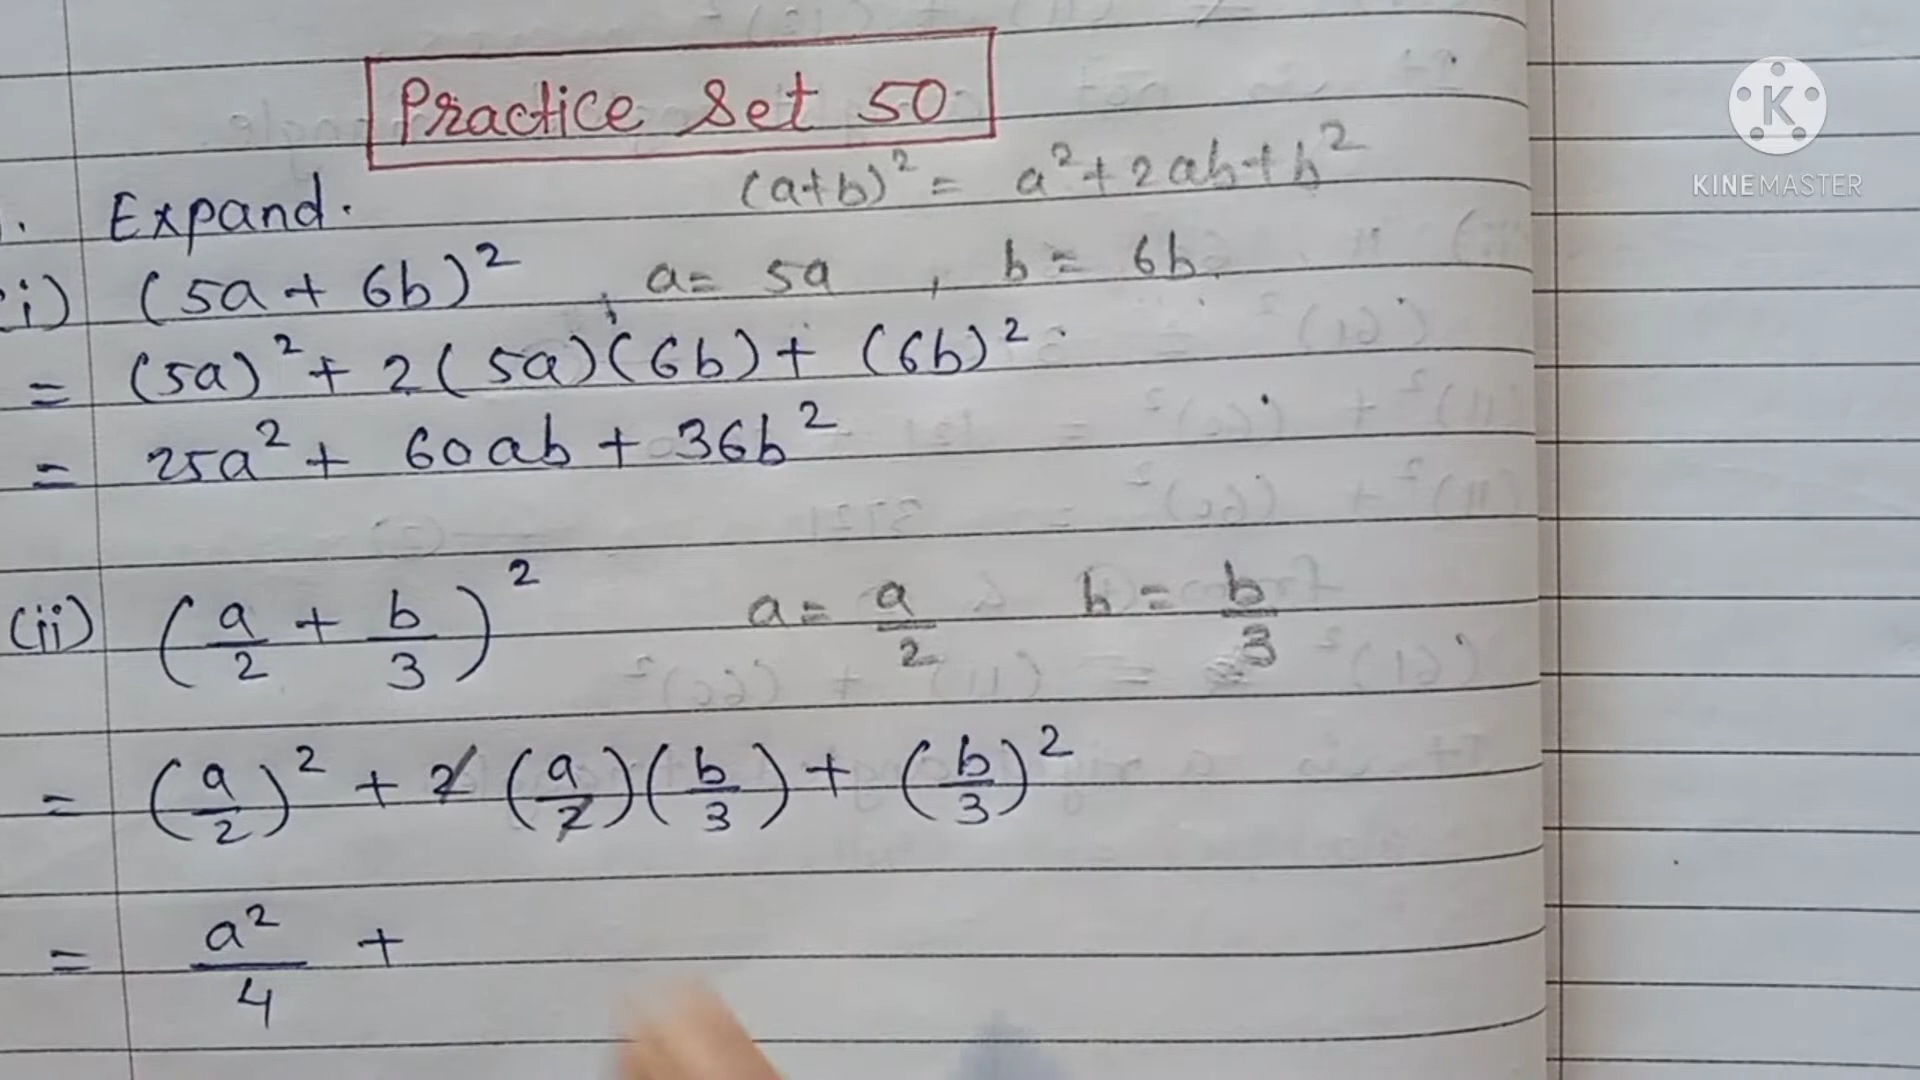 Practice Set 50
(a+b)² = a² + 2ab + b²
1. Expand.
(i) (5a + 6b)² , a = 5a , b = 6b.
= (5a)² + 2(5a)(6b) + (6b)²
= 25a² + 60ab + 36b²
(ii) (a/2 + b/3)² a = a/2 b = b/3
= (a/2)² + 2(a/2)(b/3) + (b/3)²
= a²/4 +
K
KINEMASTER